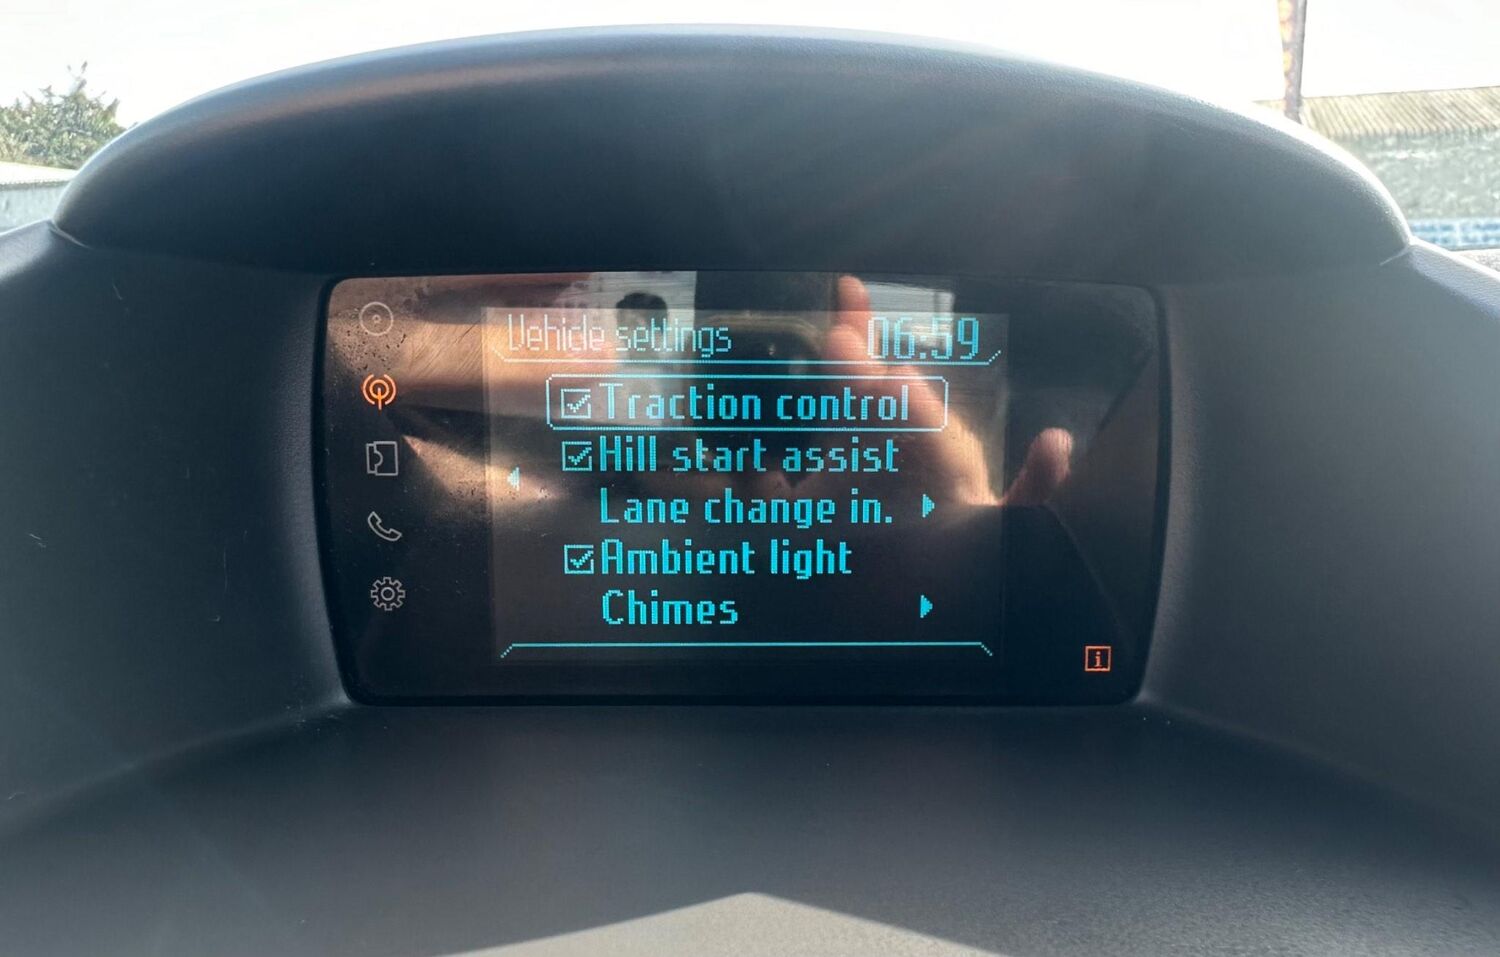 Vehicle settings 06:59
Traction control
Hill start assist
Lane change in.
Ambient light
Chimes
i